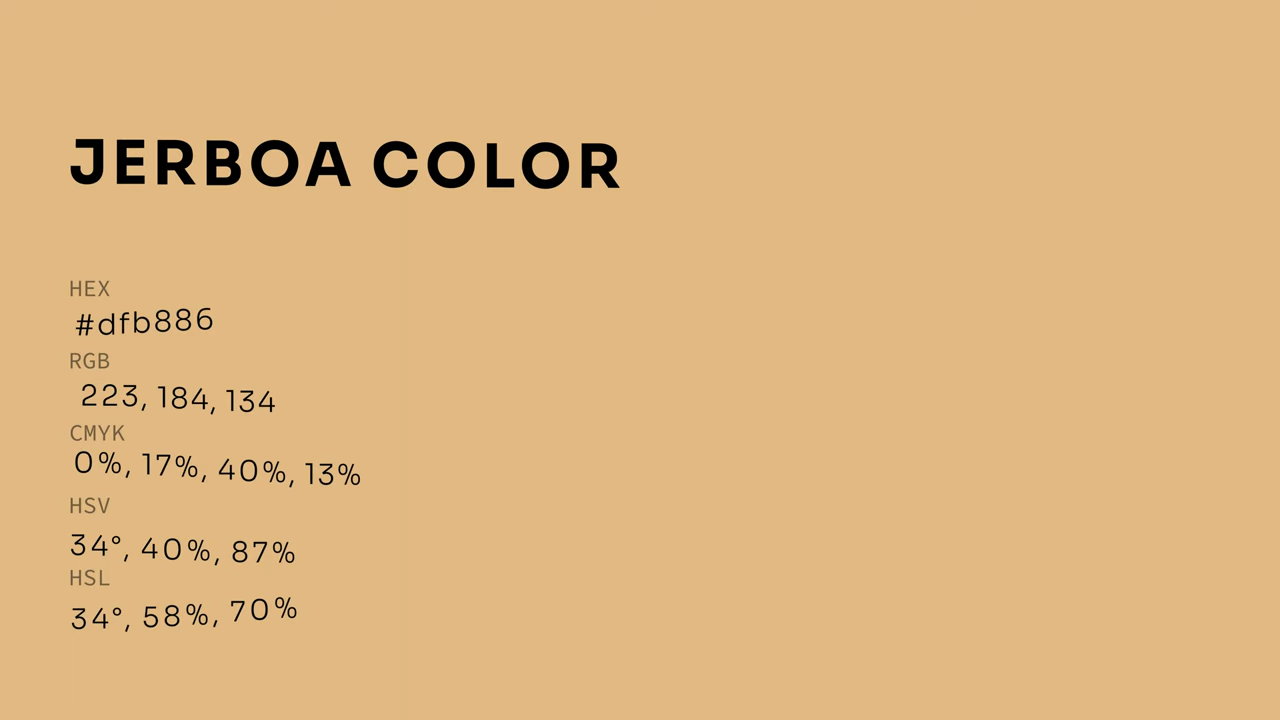 JERBOA COLOR
HEX
#dfb886
RGB
223, 184, 134
CMYK
0%, 17%, 40%, 13%
HSV
34°, 40%, 87%
HSL
34°, 58%, 70%